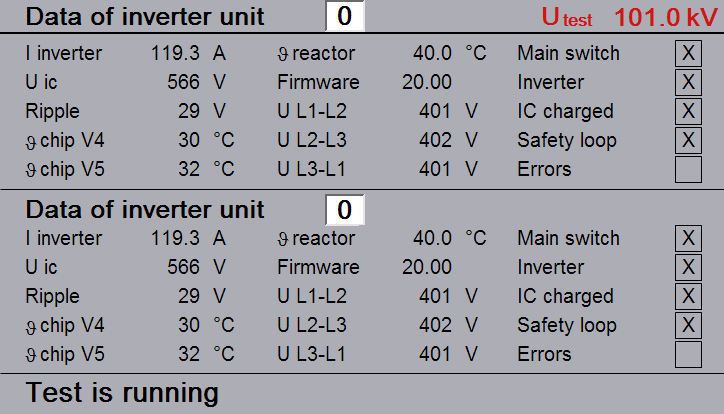 Data of inverter unit 0 U test 101.0 kV
I inverter 119.3 A ϑ reactor 40.0 °C Main switch X
U ic 566 V Firmware 20.00 Inverter X
Ripple 29 V U L1-L2 401 V IC charged X
ϑ chip V4 30 °C U L2-L3 402 V Safety loop X
ϑ chip V5 32 °C U L3-L1 401 V Errors
Data of inverter unit 0
I inverter 119.3 A ϑ reactor 40.0 °C Main switch X
U ic 566 V Firmware 20.00 Inverter X
Ripple 29 V U L1-L2 401 V IC charged X
ϑ chip V4 30 °C U L2-L3 402 V Safety loop X
ϑ chip V5 32 °C U L3-L1 401 V Errors
Test is running